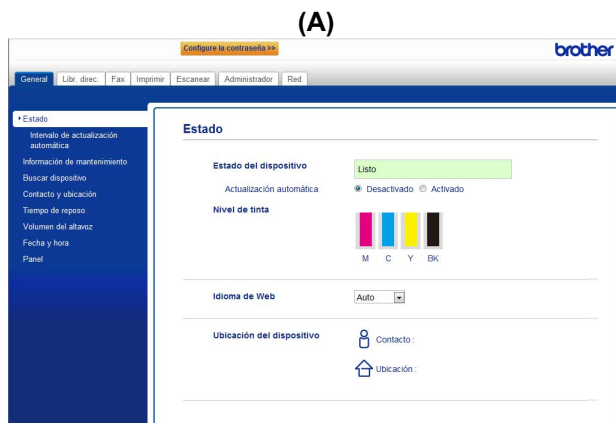 (A)
Configure la contraseña >>
brother
General Libr. direc. Fax Imprimir Escanear Administrador Red
Estado
Intervalo de actualización
automática
Información de mantenimiento
Buscar dispositivo
Contacto y ubicación
Tiempo de reposo
Volumen del altavoz
Fecha y hora
Panel
Estado
Estado del dispositivo Listo
Actualización automática Desactivado Activado
Nivel de tinta
M C Y BK
Idioma de Web Auto
Ubicación del dispositivo Contacto :
Ubicación :